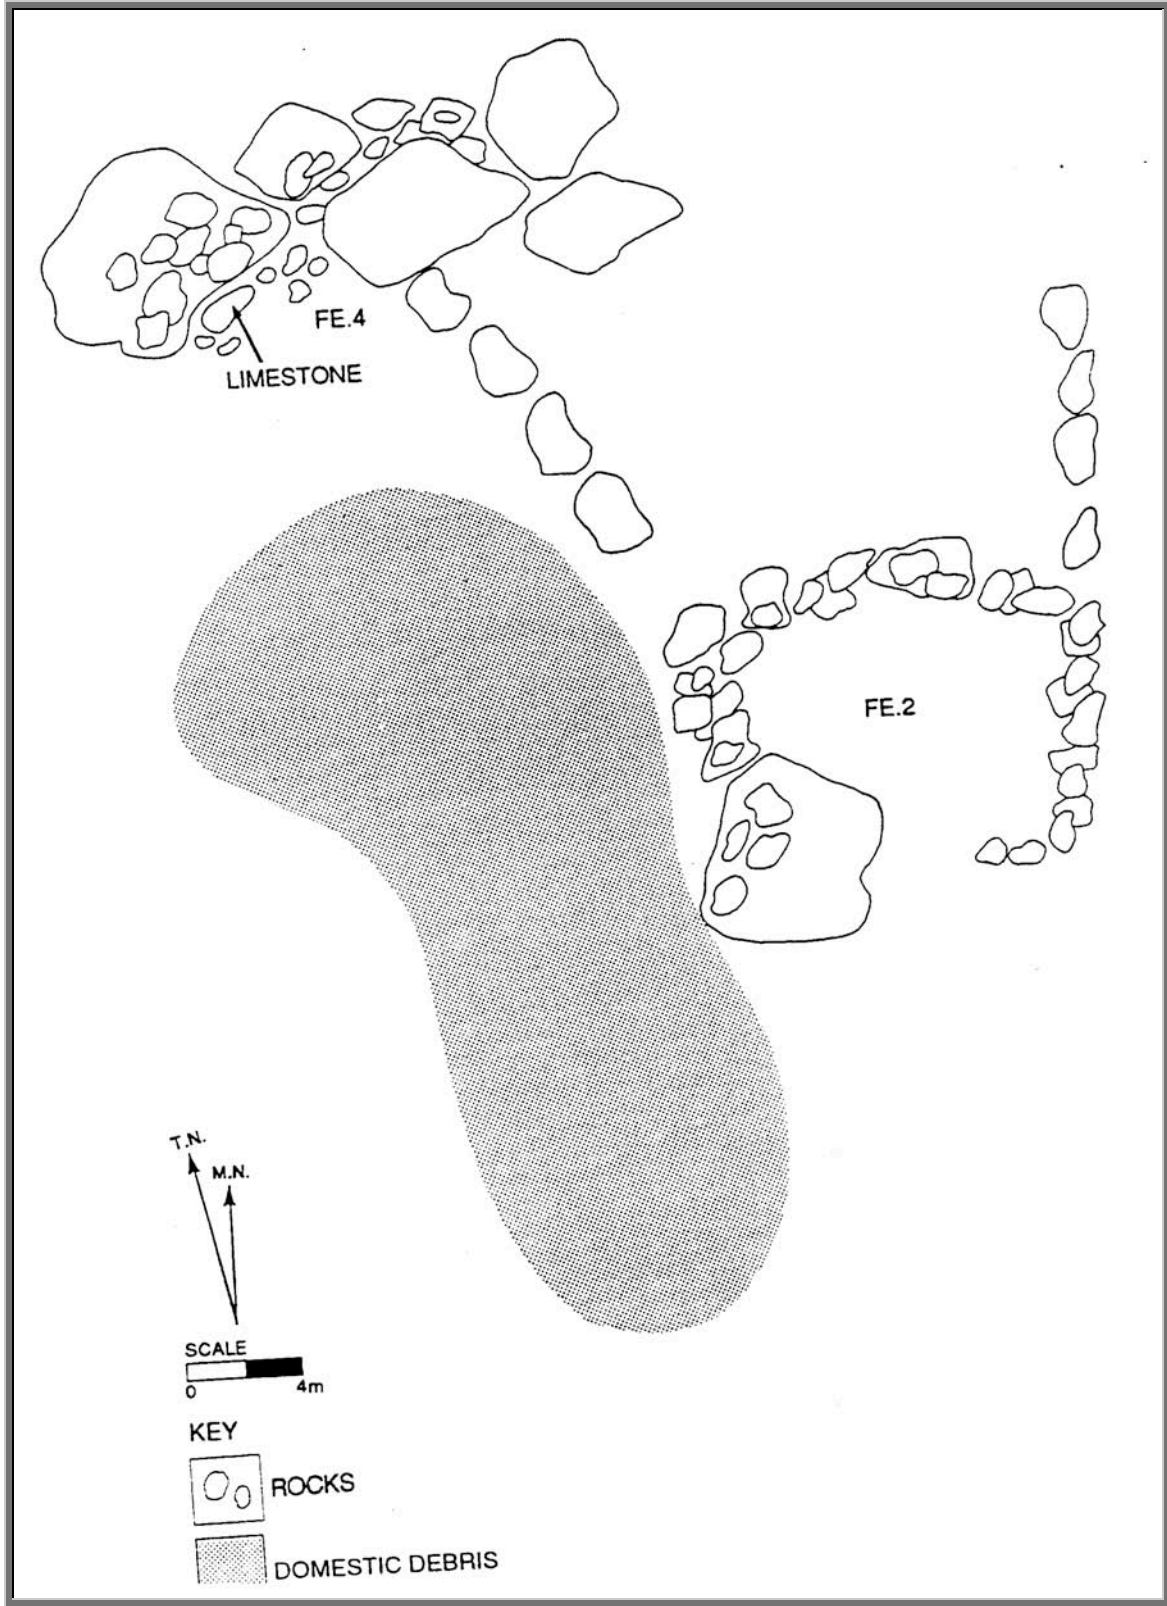 FE.4
LIMESTONE
FE.2
T.N.
M.N.
SCALE
0 4m
KEY
ROCKS
DOMESTIC DEBRIS